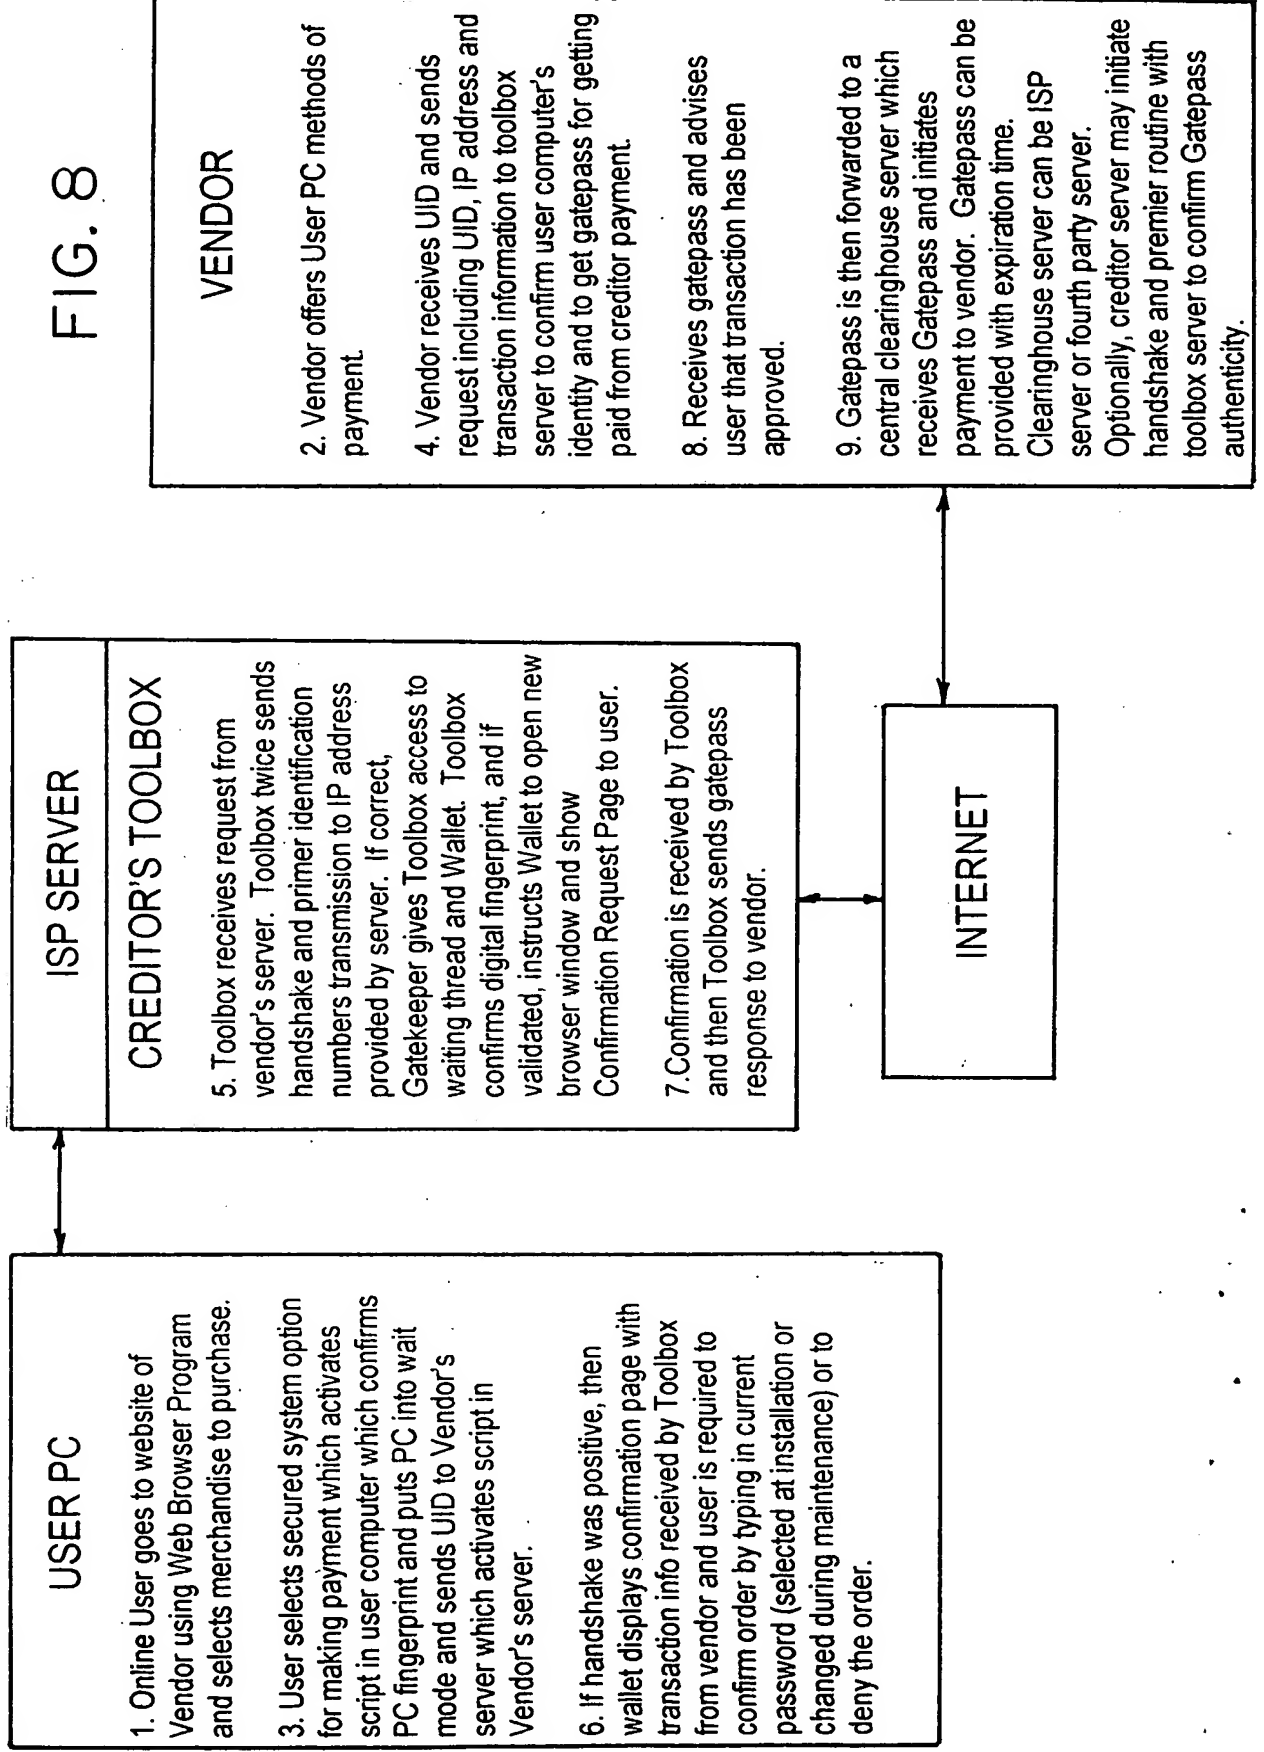 FIG. 8
USER PC
1. Online User goes to website of
Vendor using Web Browser Program
and selects merchandise to purchase.
3. User selects secured system option
for making payment which activates
script in user computer which confirms
PC fingerprint and puts PC into wait
mode and sends UID to Vendor's
server which activates script in
Vendor's server.
6. If handshake was positive, then
wallet displays confirmation page with
transaction info received by Toolbox
from vendor and user is required to
confirm order by typing in current
password (selected at installation or
changed during maintenance) or to
deny the order.
ISP SERVER
CREDITOR'S TOOLBOX
5. Toolbox receives request from
vendor's server. Toolbox twice sends
handshake and primer identification
numbers transmission to IP address
provided by server. If correct,
Gatekeeper gives Toolbox access to
waiting thread and Wallet. Toolbox
confirms digital fingerprint, and if
validated, instructs Wallet to open new
browser window and show
Confirmation Request Page to user.
7.Confirmation is received by Toolbox
and then Toolbox sends gatepass
response to vendor.
INTERNET
VENDOR
2. Vendor offers User PC methods of
payment.
4. Vendor receives UID and sends
request including UID, IP address and
transaction information to toolbox
server to confirm user computer's
identity and to get gatepass for getting
paid from creditor payment.
8. Receives gatepass and advises
user that transaction has been
approved.
9. Gatepass is then forwarded to a
central clearinghouse server which
receives Gatepass and initiates
payment to vendor. Gatepass can be
provided with expiration time.
Clearinghouse server can be ISP
server or fourth party server.
Optionally, creditor server may initiate
handshake and premier routine with
toolbox server to confirm Gatepass
authenticity.